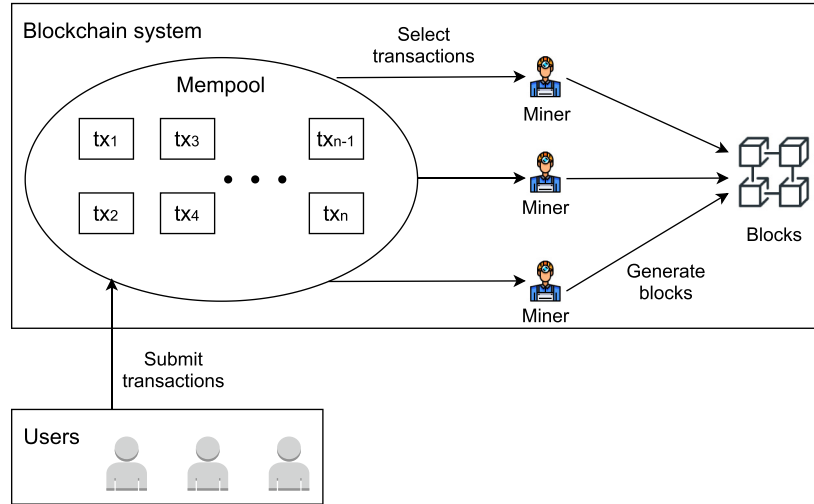 Blockchain system
Mempool
tx1
tx3
txn-1
tx2
tx4
txn
Select
transactions
Miner
Miner
Miner
Blocks
Generate
blocks
Submit
transactions
Users